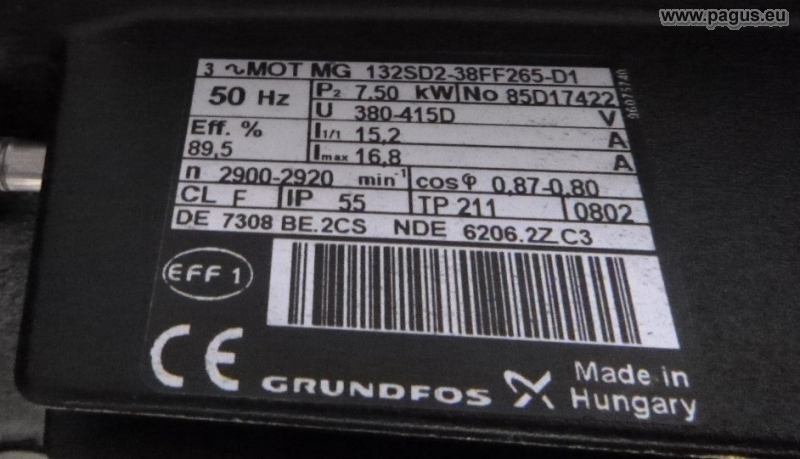 www.pagus.eu
3 ~ MOT MG 132SD2-38FF265-D1
50 Hz P2 7.50 kW No 85D17422
U 380-415D V
Eff. % I1/1 15,2 A
89,5 Imax 16,8 A
n 2900-2920 min-1 cosφ 0,87-0,80
CL F IP 55 TP 211 0802
DE 7308 BE.2CS NDE 6206.2Z.C3
96075740
EFF 1
CE GRUNDFOS Made in
Hungary